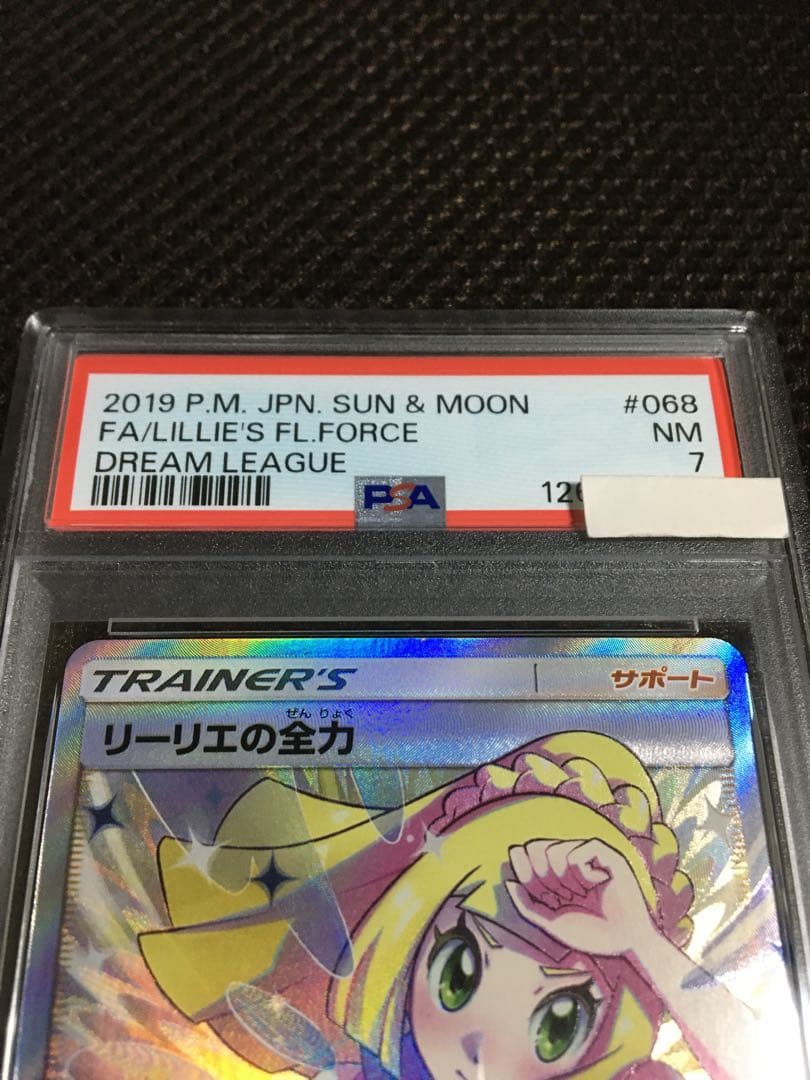 2019 P.M. JPN. SUN & MOON #068
FA/LILLIE'S FL.FORCE NM
DREAM LEAGUE 7
PSA
TRAINER'S サポート
ぜん りょく
リーリエの全力